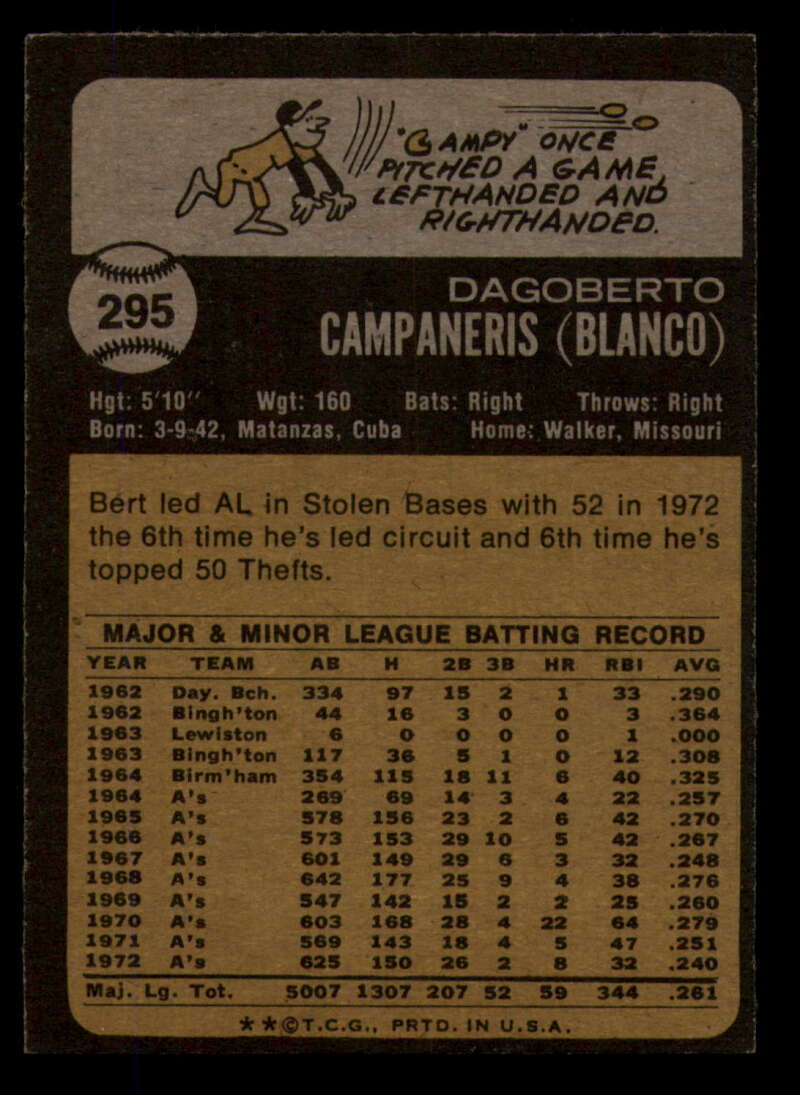 "CAMPY" ONCE
PITCHED A GAME,
LEFTHANDED AND
RIGHTHANDED.
295
DAGOBERTO
CAMPANERIS (BLANCO)
Hgt: 5'10" Wgt: 160 Bats: Right Throws: Right
Born: 3-9-42, Matanzas, Cuba Home: Walker, Missouri
Bert led AL in Stolen Bases with 52 in 1972
the 6th time he's led circuit and 6th time he's
topped 50 Thefts.
MAJOR & MINOR LEAGUE BATTING RECORD
YEAR TEAM AB H 2B 3B HR RBI AVG
1962 Day. Bch. 334 97 15 2 1 33 .290
1962 Bingh'ton 44 16 3 0 0 3 .364
1963 Lewiston 6 0 0 0 0 1 .000
1963 Bingh'ton 117 36 5 1 0 12 .308
1964 Birm'ham 354 115 18 11 6 40 .325
1964 A's 269 69 14 3 4 22 .257
1965 A's 578 156 23 2 6 42 .270
1966 A's 573 153 29 10 5 42 .267
1967 A's 601 149 29 6 3 32 .248
1968 A's 642 177 25 9 4 38 .276
1969 A's 547 142 15 2 2 25 .260
1970 A's 603 168 28 4 22 64 .279
1971 A's 569 143 18 4 5 47 .251
1972 A's 625 150 26 2 8 32 .240
Maj. Lg. Tot. 5007 1307 207 52 59 344 .261
**©T.C.G., PRTD. IN U.S.A.